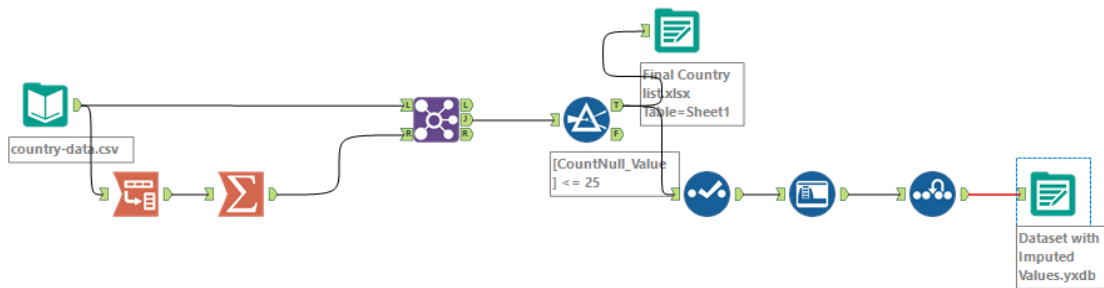 Final Country
list.xlsx
Table=Sheet1
L
J
R
L
R
T
F
country-data.csv
[CountNull_Value
] <= 25
Dataset with
Imputed
Values.yxdb